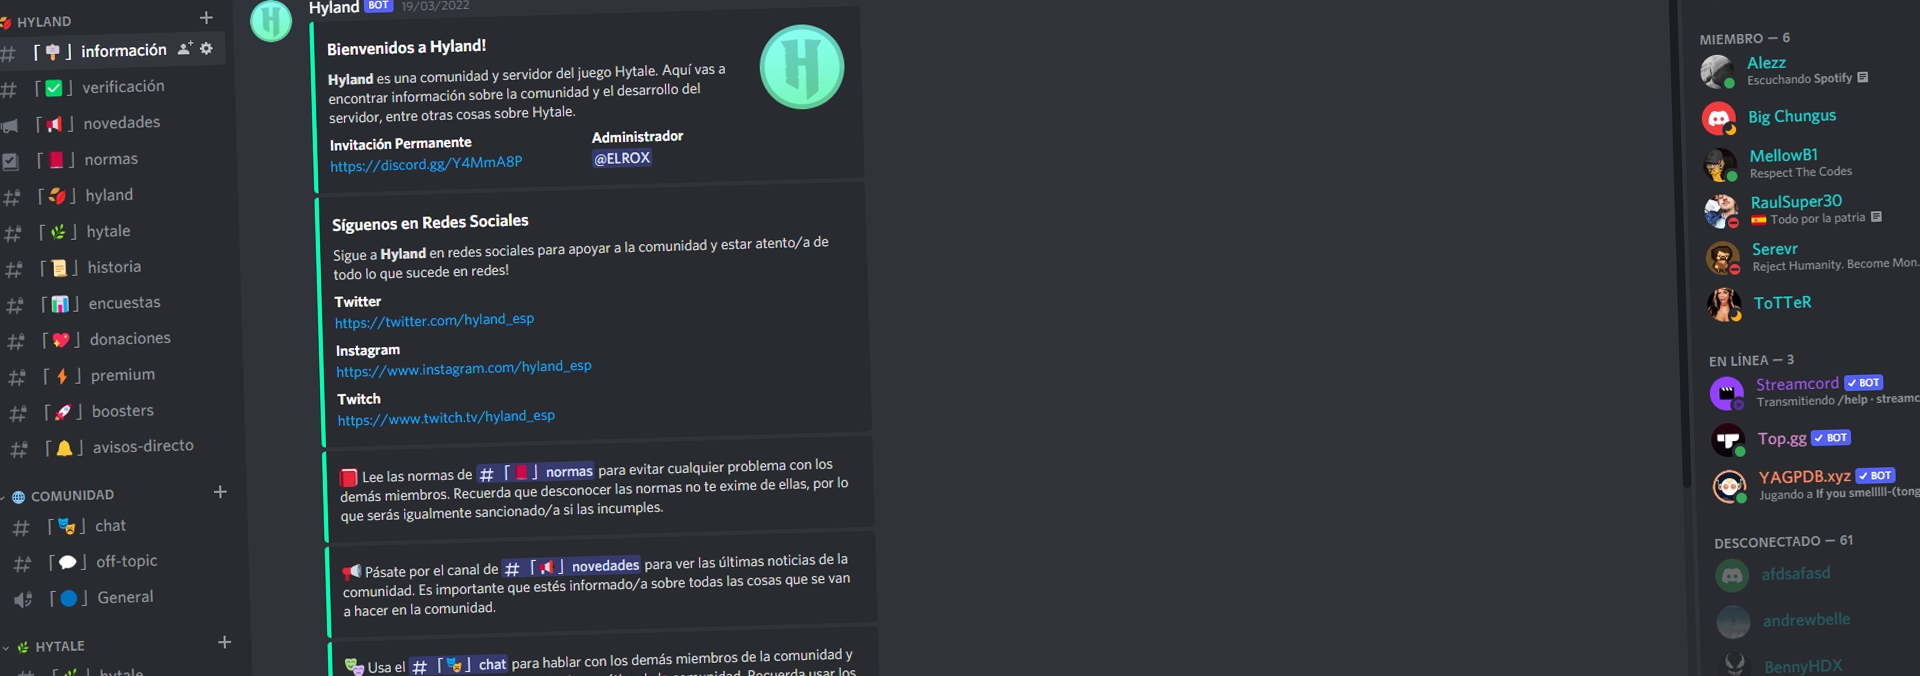 HYLAND
información
verificación
novedades
normas
hyland
hytale
historia
encuestas
donaciones
premium
boosters
avisos-directo
COMUNIDAD
chat
off-topic
General
HYTALE
hytale
Hyland BOT 19/03/2022
Bienvenidos a Hyland!
Hyland es una comunidad y servidor del juego Hytale. Aquí vas a
encontrar información sobre la comunidad y el desarrollo del
servidor, entre otras cosas sobre Hytale.
Invitación Permanente
https://discord.gg/Y4MmA8P
Administrador
@ELROX
Síguenos en Redes Sociales
Sigue a Hyland en redes sociales para apoyar a la comunidad y estar atento/a de
todo lo que sucede en redes!
Twitter
https://twitter.com/hyland_esp
Instagram
https://www.instagram.com/hyland_esp
Twitch
https://www.twitch.tv/hyland_esp
Lee las normas de # normas para evitar cualquier problema con los
demás miembros. Recuerda que desconocer las normas no te exime de ellas, por lo
que serás igualmente sancionado/a si las incumples.
Pásate por el canal de # novedades para ver las últimas noticias de la
comunidad. Es importante que estés informado/a sobre todas las cosas que se van
a hacer en la comunidad.
Usa el # chat para hablar con los demás miembros de la comunidad y
la comunidad. Recuerda usar los
MIEMBRO — 6
Alezz
Escuchando Spotify
Big Chungus
MellowB1
Respect The Codes
RaulSuper30
Todo por la patria
Serevr
Reject Humanity. Become Mon.
ToTTeR
EN LÍNEA — 3
Streamcord BOT
Transmitiendo /help · streamc
Top.gg BOT
YAGPDB.xyz BOT
Jugando a If you smelllll-(tong
DESCONECTADO — 61
afdsafasd
andrewbelle
BennyHDX